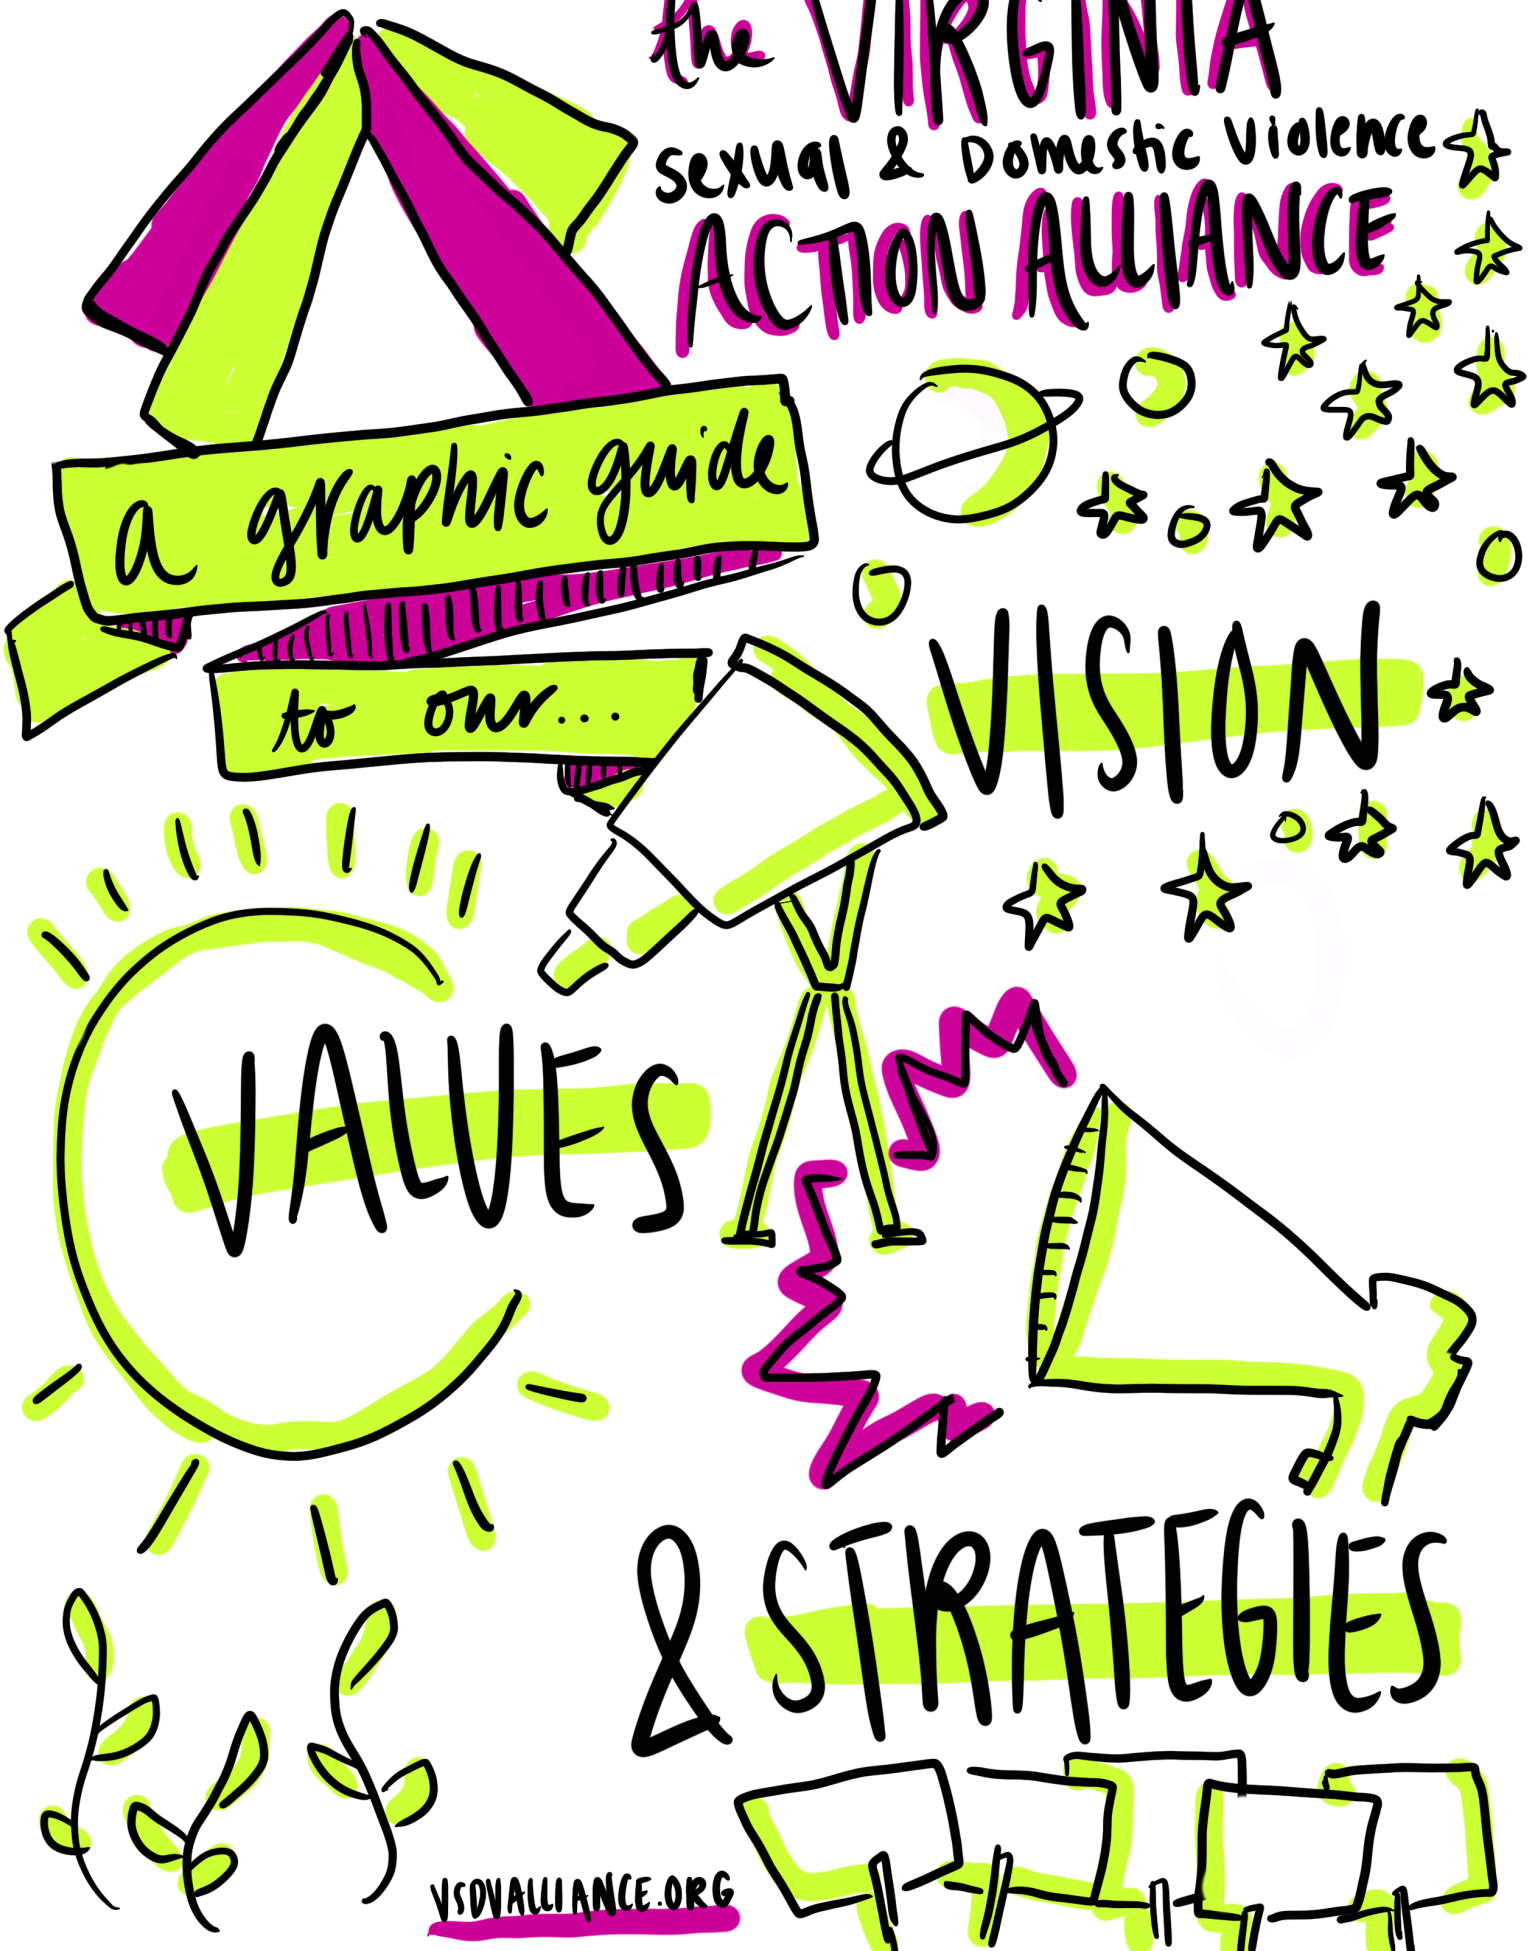 the VIRGINIA
sexual & Domestic Violence
ACTION ALLIANCE
a graphic guide
to our...
VISION
VALUES
& STRATEGIES
VSDVALLIANCE.ORG